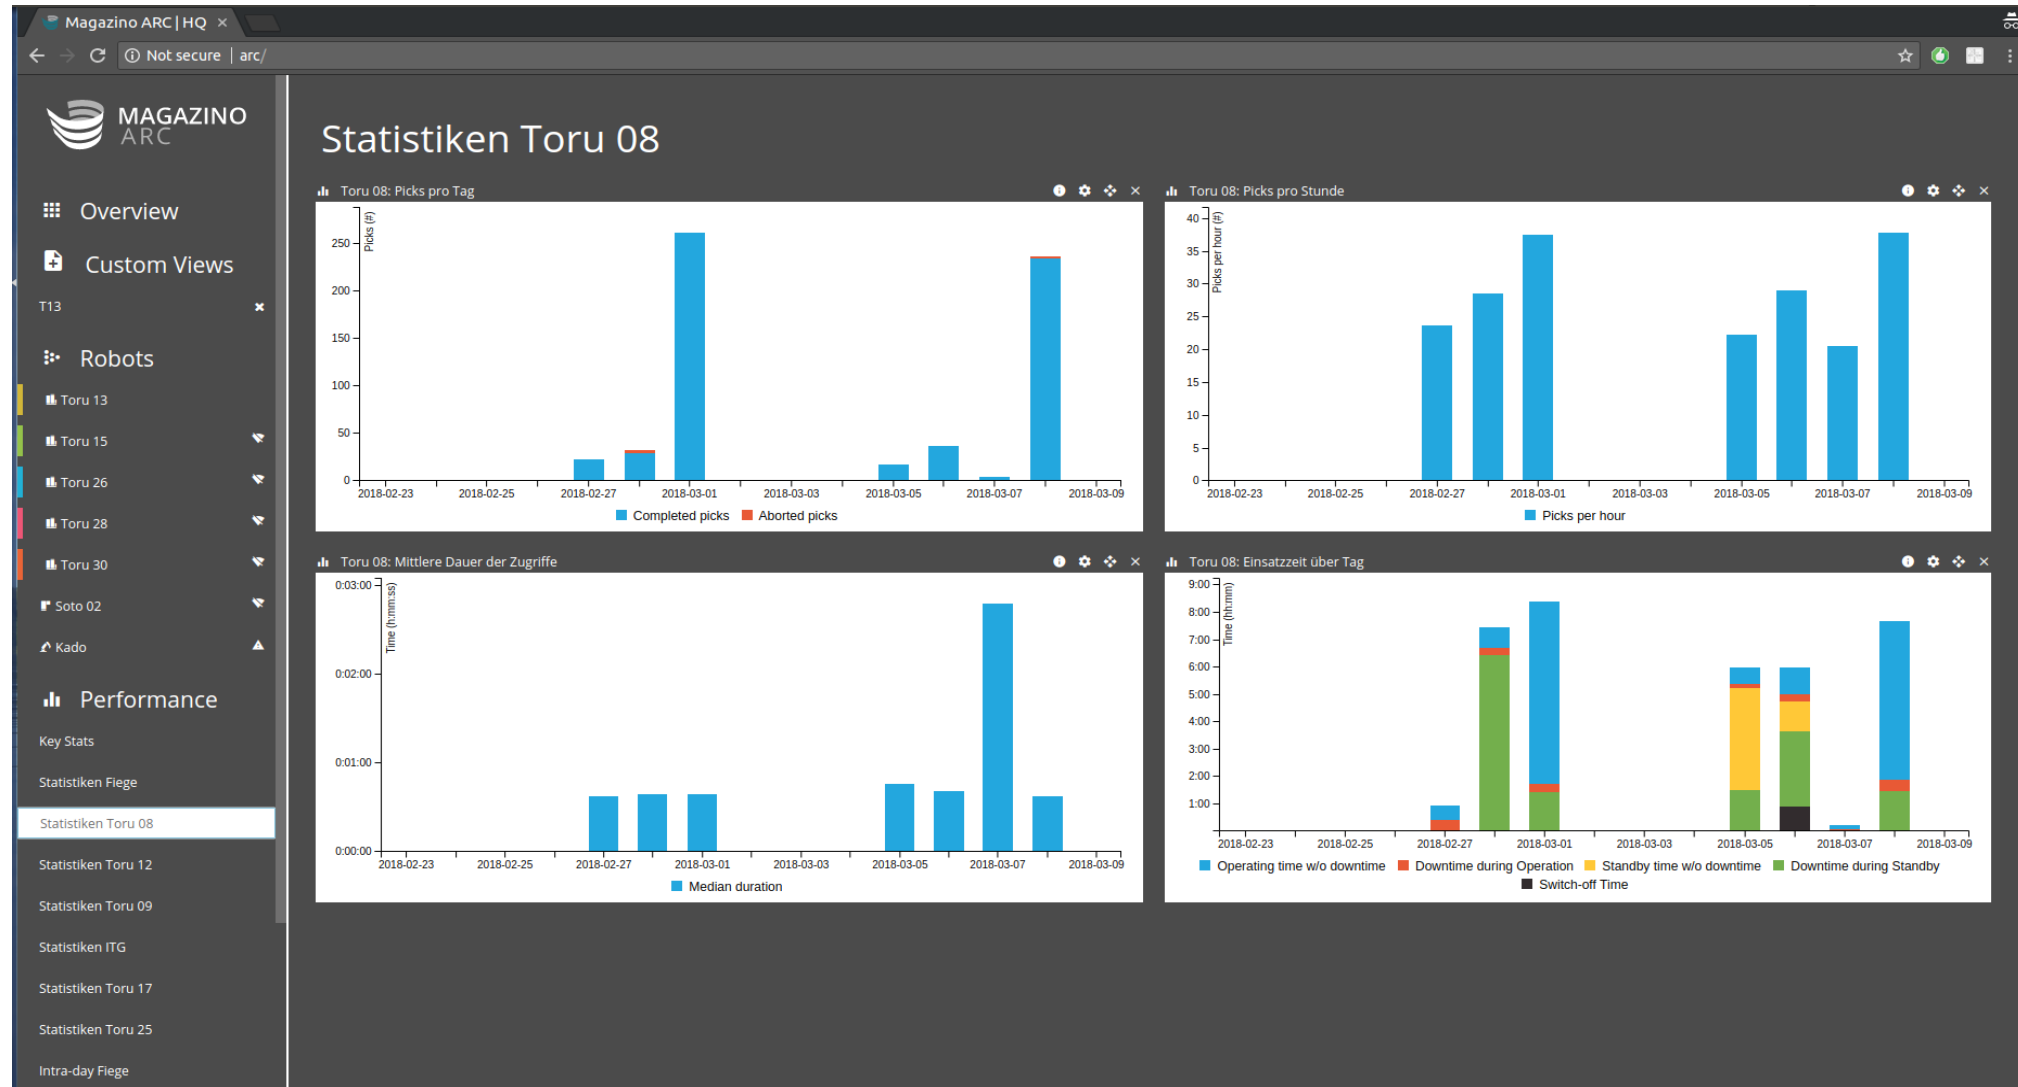 Magazino ARC | HQ
Not secure | arc/
MAGAZINO
ARC
Overview
Custom Views
T13
Robots
Toru 13
Toru 15
Toru 26
Toru 28
Toru 30
Soto 02
Kado
Performance
Key Stats
Statistiken Fiege
Statistiken Toru 08
Statistiken Toru 12
Statistiken Toru 09
Statistiken ITG
Statistiken Toru 17
Statistiken Toru 25
Intra-day Fiege
Statistiken Toru 08
Toru 08: Picks pro Tag
Picks (#)
250
200
150
100
50
0
2018-02-23 2018-02-25 2018-02-27 2018-03-01 2018-03-03 2018-03-05 2018-03-07 2018-03-09
Completed picks Aborted picks
Toru 08: Picks pro Stunde
Picks per hour (#)
40
35
30
25
20
15
10
5
0
2018-02-23 2018-02-25 2018-02-27 2018-03-01 2018-03-03 2018-03-05 2018-03-07 2018-03-09
Picks per hour
Toru 08: Mittlere Dauer der Zugriffe
Time (h:mm:ss)
0:03:00
0:02:00
0:01:00
0:00:00
2018-02-23 2018-02-25 2018-02-27 2018-03-01 2018-03-03 2018-03-05 2018-03-07 2018-03-09
Median duration
Toru 08: Einsatzzeit über Tag
Time (hh:mm)
9:00
8:00
7:00
6:00
5:00
4:00
3:00
2:00
1:00
2018-02-23 2018-02-25 2018-02-27 2018-03-01 2018-03-03 2018-03-05 2018-03-07 2018-03-09
Operating time w/o downtime Downtime during Operation Standby time w/o downtime Downtime during Standby
Switch-off Time